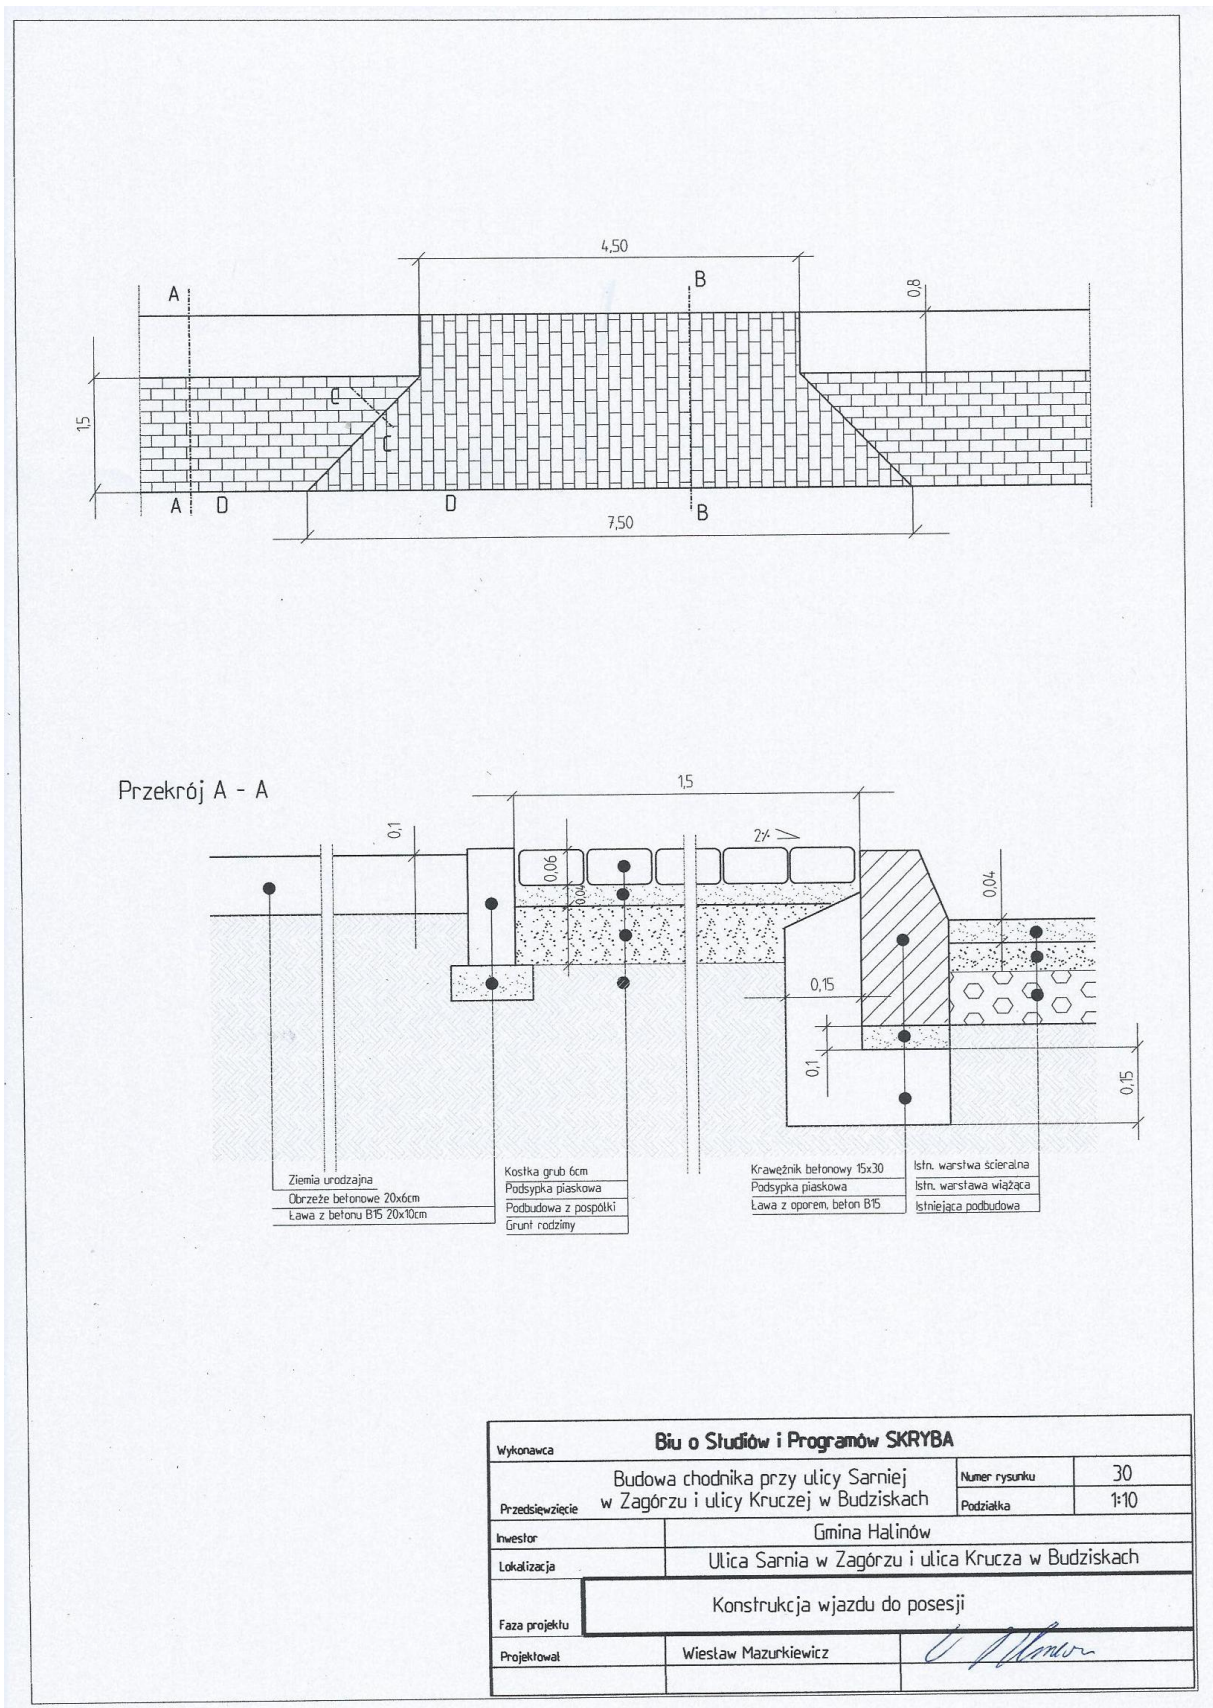 4,50
A
B
0,8
1,5
C
C
A
D
D
B
7,50
Przekrój A - A
1,5
0,1
2%
0,06
0,04
0,04
0,15
0,1
0,15
Ziemia urodzajna
Obrzeże betonowe 20x6cm
Ława z betonu B15 20x10cm
Kostka grub 6cm
Podsypka piaskowa
Podbudowa z pospółki
Grunt rodzimy
Krawężnik betonowy 15x30
Podsypka piaskowa
Ława z oporem, beton B15
Istn. warstwa ścieralna
Istn. warstawa wiążąca
Istniejąca podbudowa
Wykonawca
Biu o Studiów i Programów SKRYBA
Przedsięwzięcie
Budowa chodnika przy ulicy Sarniej
w Zagórzu i ulicy Kruczej w Budziskach
Numer rysunku
30
Podziałka
1:10
Inwestor
Gmina Halinów
Lokalizacja
Ulica Sarnia w Zagórzu i ulica Krucza w Budziskach
Faza projektu
Konstrukcja wjazdu do posesji
Projektował
Wiesław Mazurkiewicz